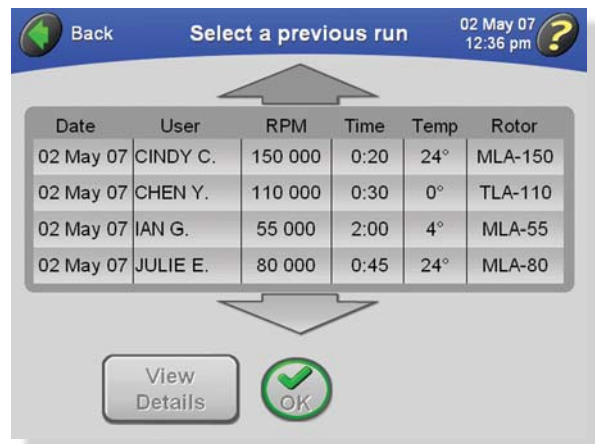 Back Select a previous run 02 May 07 ?
12:36 pm
Date User RPM Time Temp Rotor
02 May 07 CINDY C. 150 000 0:20 24° MLA-150
02 May 07 CHEN Y. 110 000 0:30 0° TLA-110
02 May 07 IAN G. 55 000 2:00 4° MLA-55
02 May 07 JULIE E. 80 000 0:45 24° MLA-80
View
Details
OK